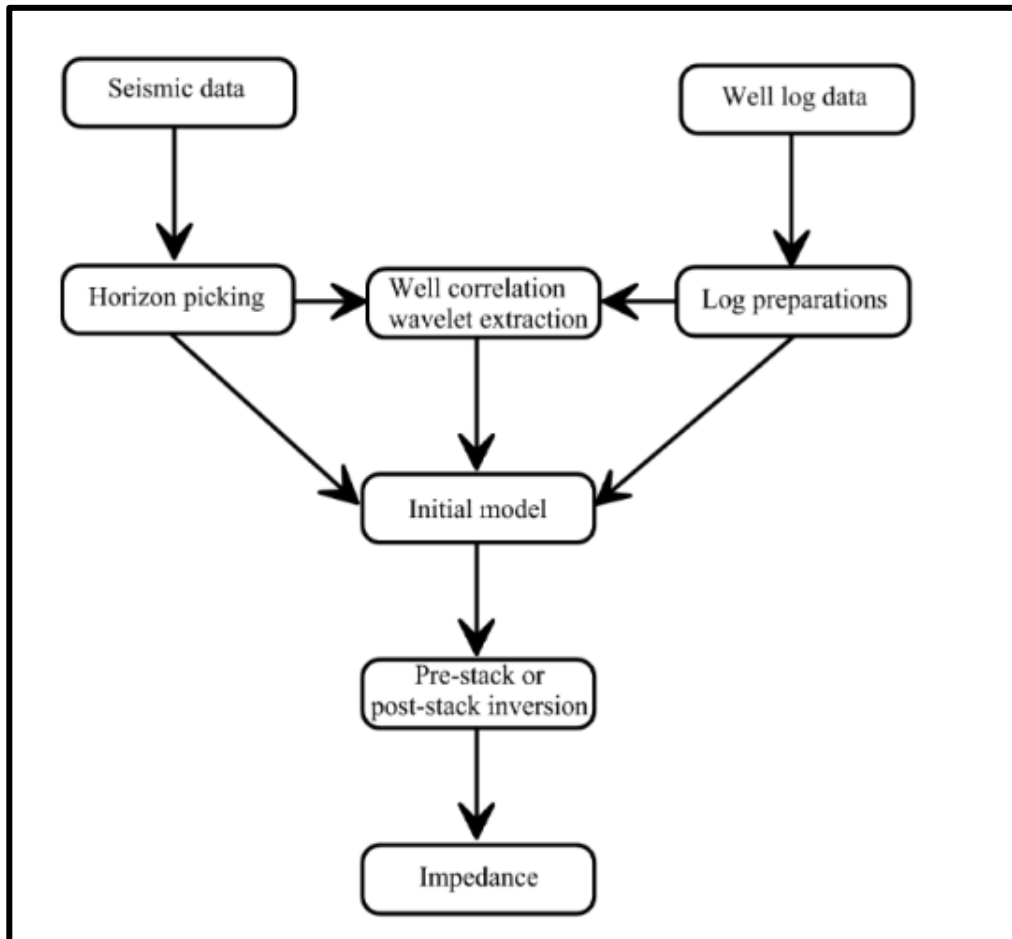 Seismic data
Well log data
Horizon picking
Well correlation
wavelet extraction
Log preparations
Initial model
Pre-stack or
post-stack inversion
Impedance